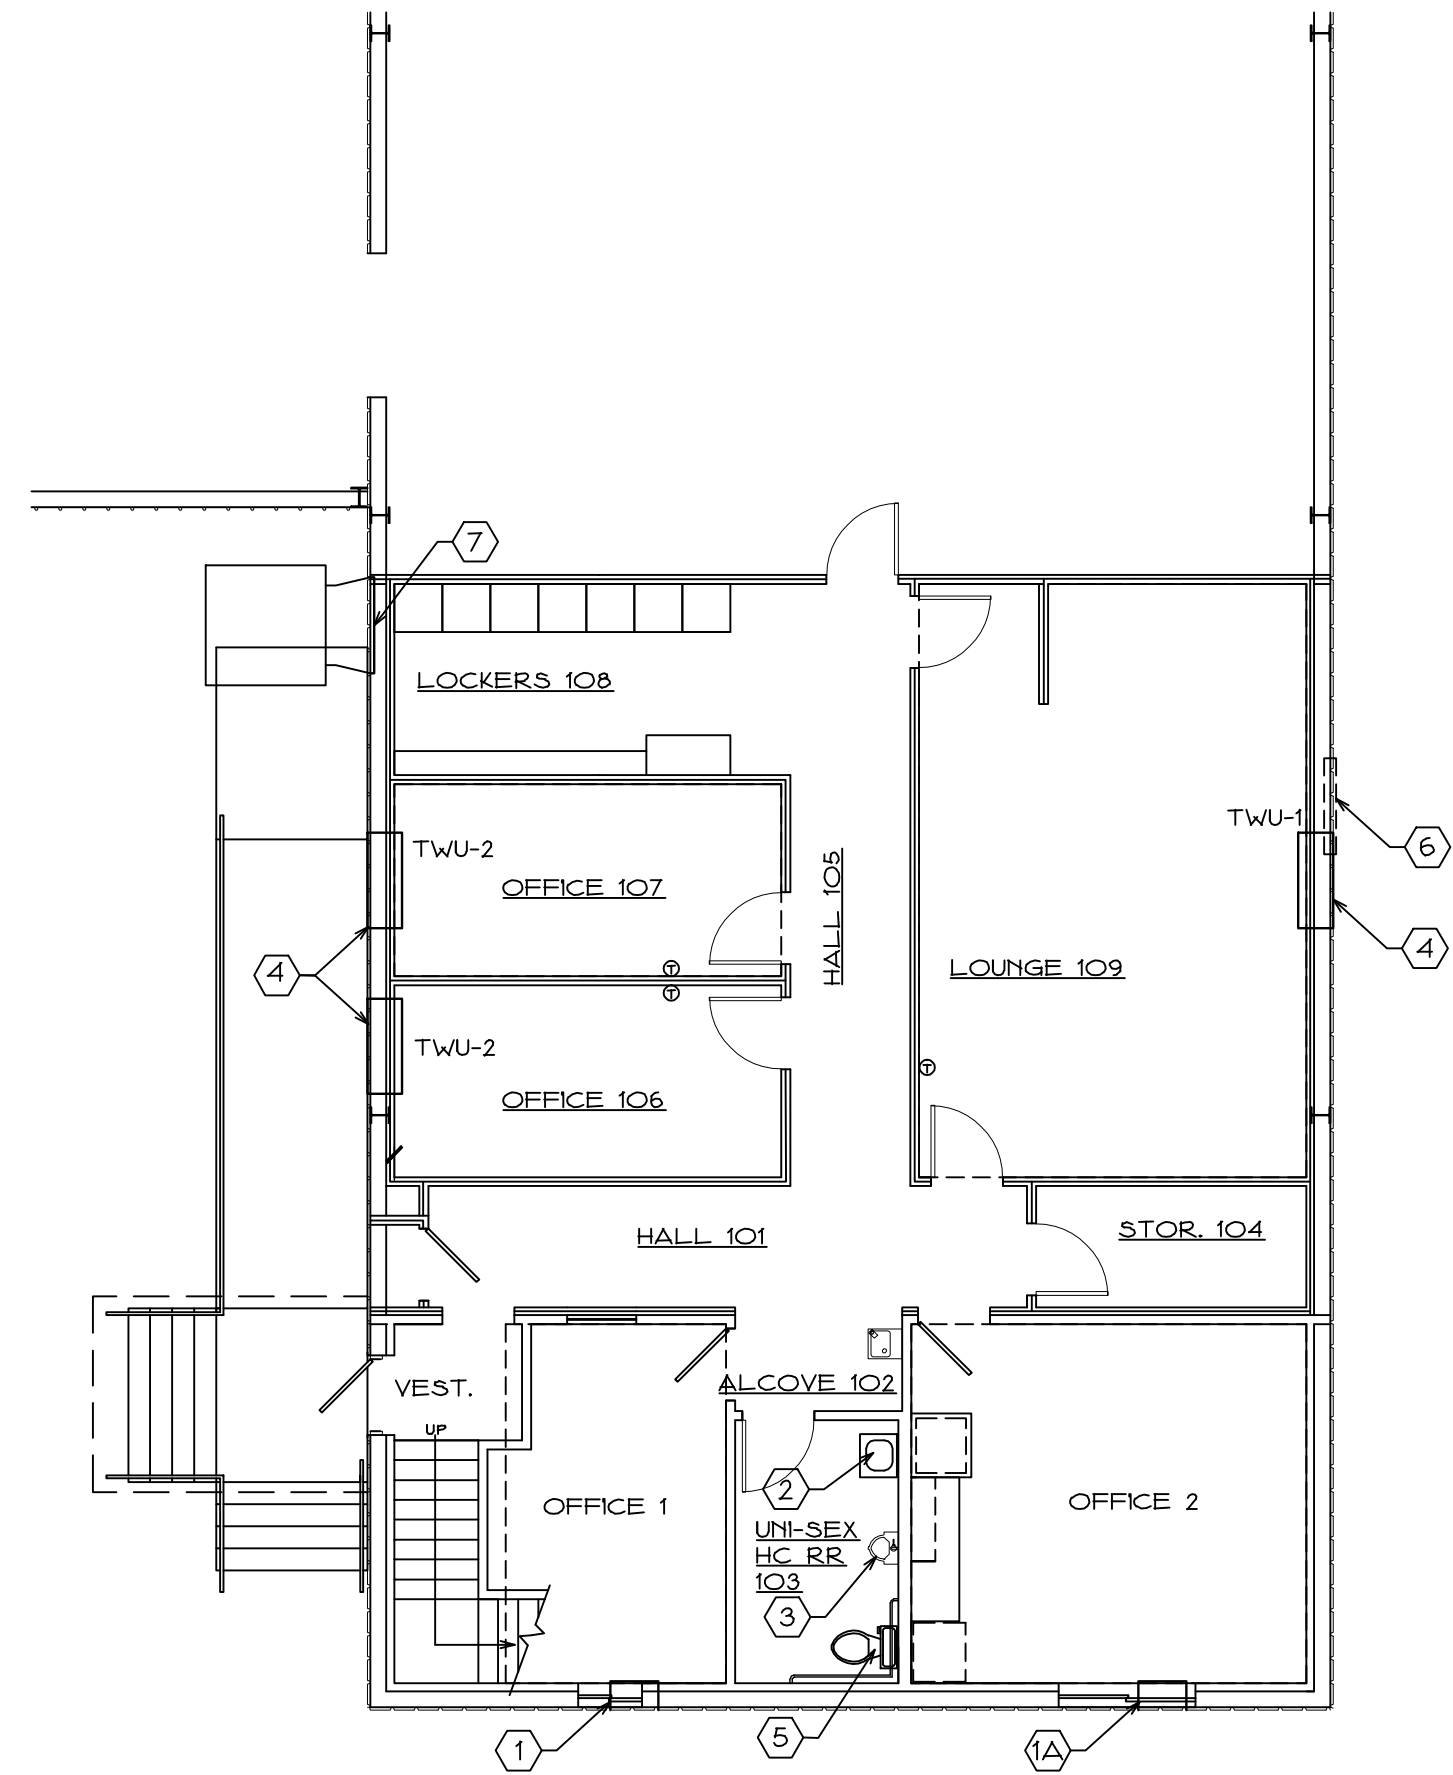 7
LOCKERS 108
TWU-1
TWU-2
6
OFFICE 107
HALL 105
4
LOUNGE 109
4
T
T
TWU-2
T
OFFICE 106
STOR. 104
HALL 101
VEST.
ALCOVE 102
UP
2
OFFICE 1
OFFICE 2
UNI-SEX
HC RR
103
3
1
5
1A